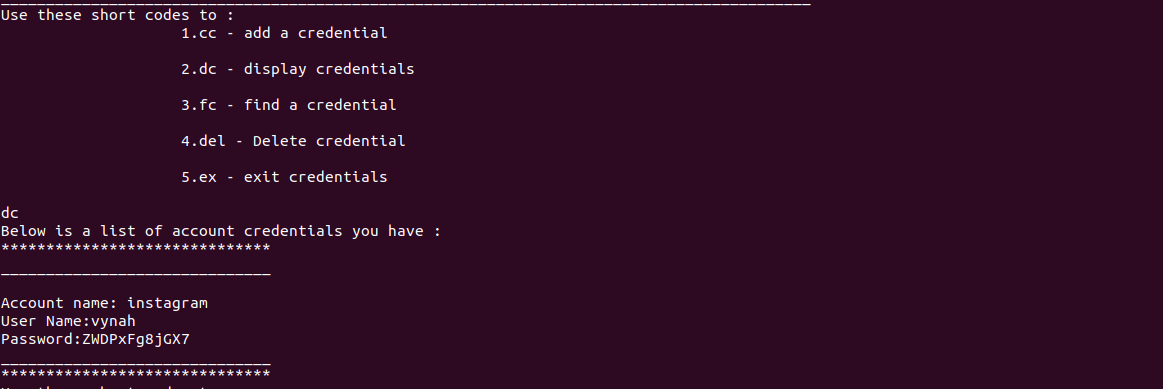 Use these short codes to :
1.cc - add a credential
2.dc - display credentials
3.fc - find a credential
4.del - Delete credential
5.ex - exit credentials
dc
Below is a list of account credentials you have :
******************************
______________________________
Account name: instagram
User Name:vynah
Password:ZWDPxFg8jGX7
______________________________
******************************